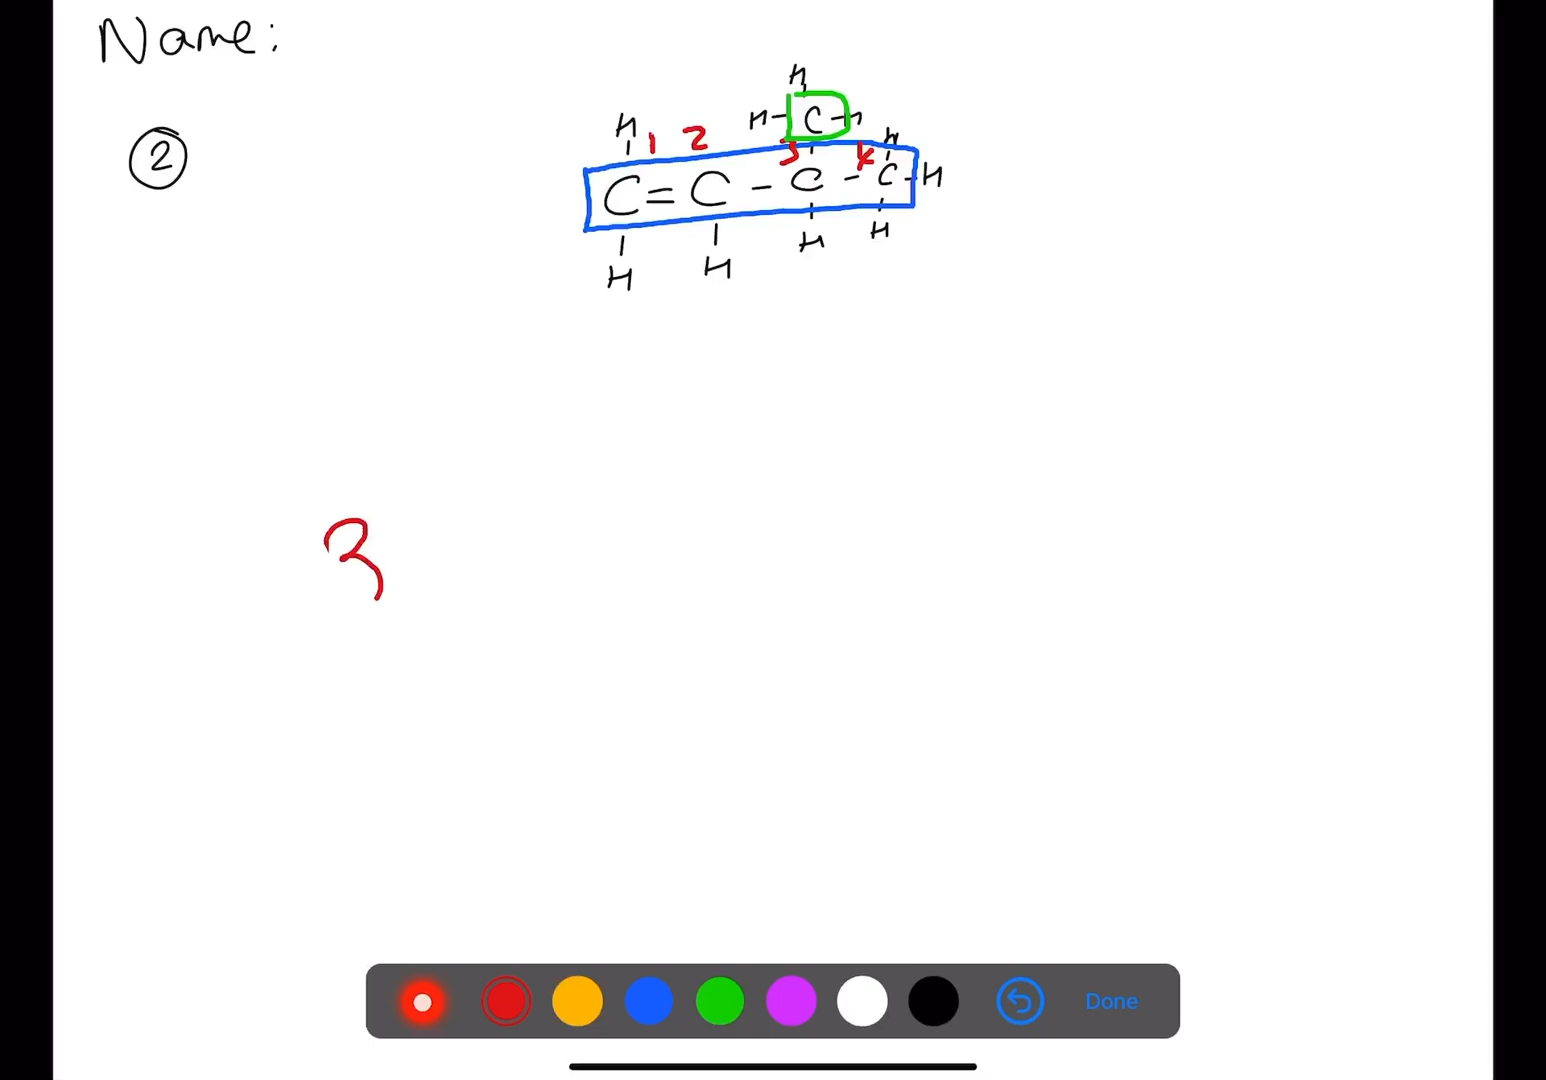 Name:
H
H - C - H
2
H 1 2 3 4 H
C = C - C - C - H
H H H H
3
Done